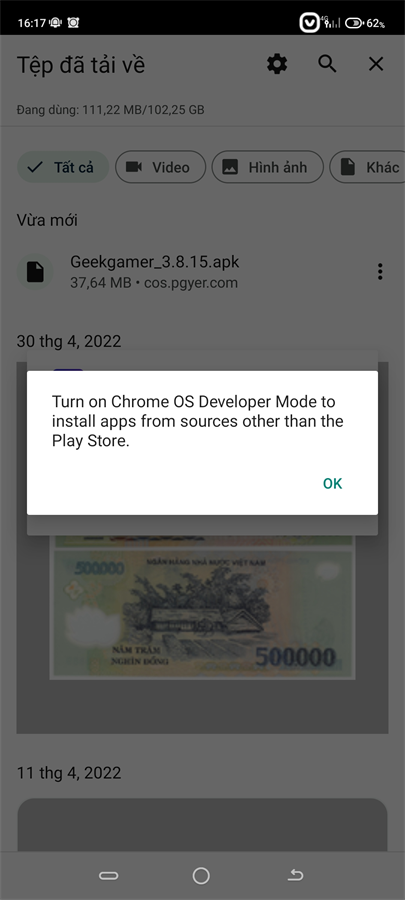 16:17
4G
62%
Tệp đã tải về
Đang dùng: 111,22 MB/102,25 GB
Tất cả
Video
Hình ảnh
Khác
Vừa mới
Geekgamer_3.8.15.apk
37,64 MB • cos.pgyer.com
30 thg 4, 2022
Turn on Chrome OS Developer Mode to
install apps from sources other than the
Play Store.
OK
500000
NGÂN HÀNG NHÀ NƯỚC VIỆT NAM
NĂM TRĂM
NGHÌN ĐỒNG
500000
11 thg 4, 2022